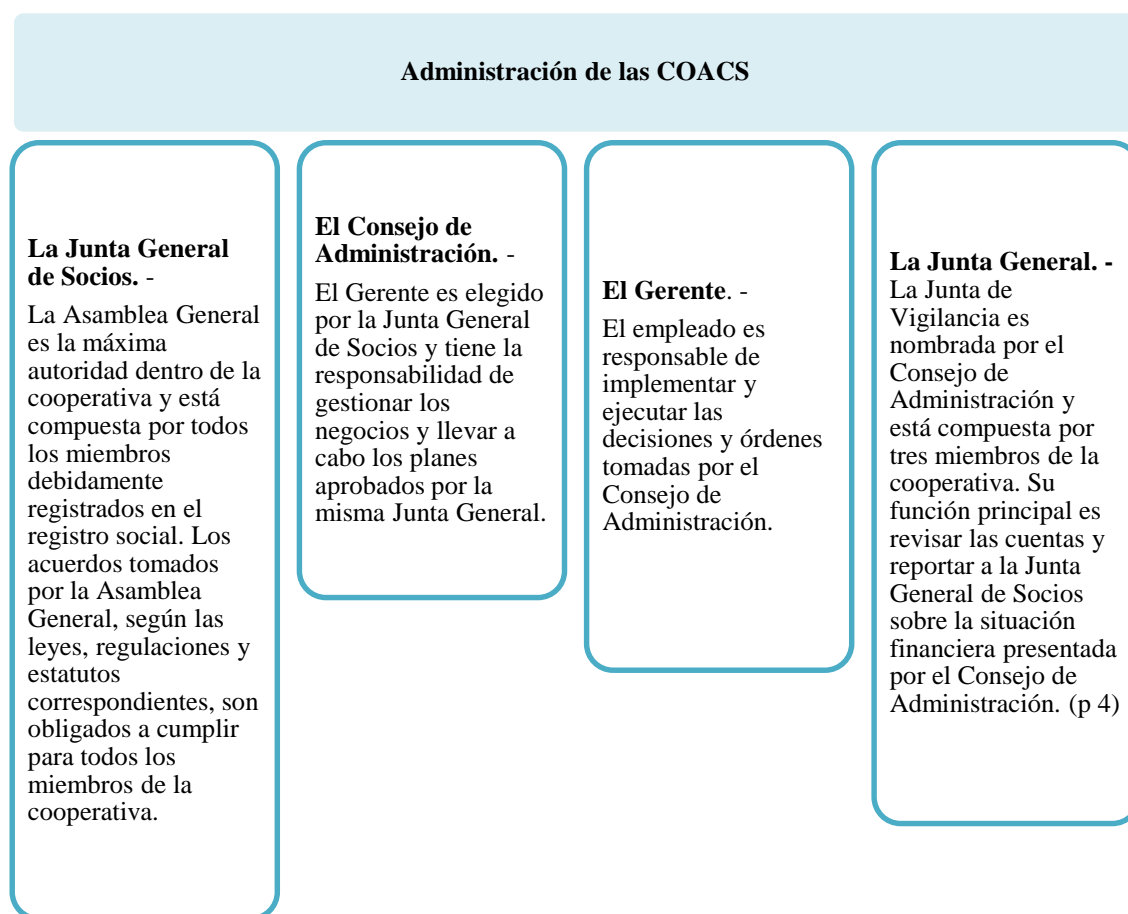 Administración de las COACS
La Junta General
de Socios. -
La Asamblea General
es la máxima
autoridad dentro de la
cooperativa y está
compuesta por todos
los miembros
debidamente
registrados en el
registro social. Los
acuerdos tomados
por la Asamblea
General, según las
leyes, regulaciones y
estatutos
correspondientes, son
obligados a cumplir
para todos los
miembros de la
cooperativa.
El Consejo de
Administración. -
El Gerente es elegido
por la Junta General
de Socios y tiene la
responsabilidad de
gestionar los
negocios y llevar a
cabo los planes
aprobados por la
misma Junta General.
El Gerente. -
El empleado es
responsable de
implementar y
ejecutar las
decisiones y órdenes
tomadas por el
Consejo de
Administración.
La Junta General. -
La Junta de
Vigilancia es
nombrada por el
Consejo de
Administración y
está compuesta por
tres miembros de la
cooperativa. Su
función principal es
revisar las cuentas y
reportar a la Junta
General de Socios
sobre la situación
financiera presentada
por el Consejo de
Administración. (p 4)